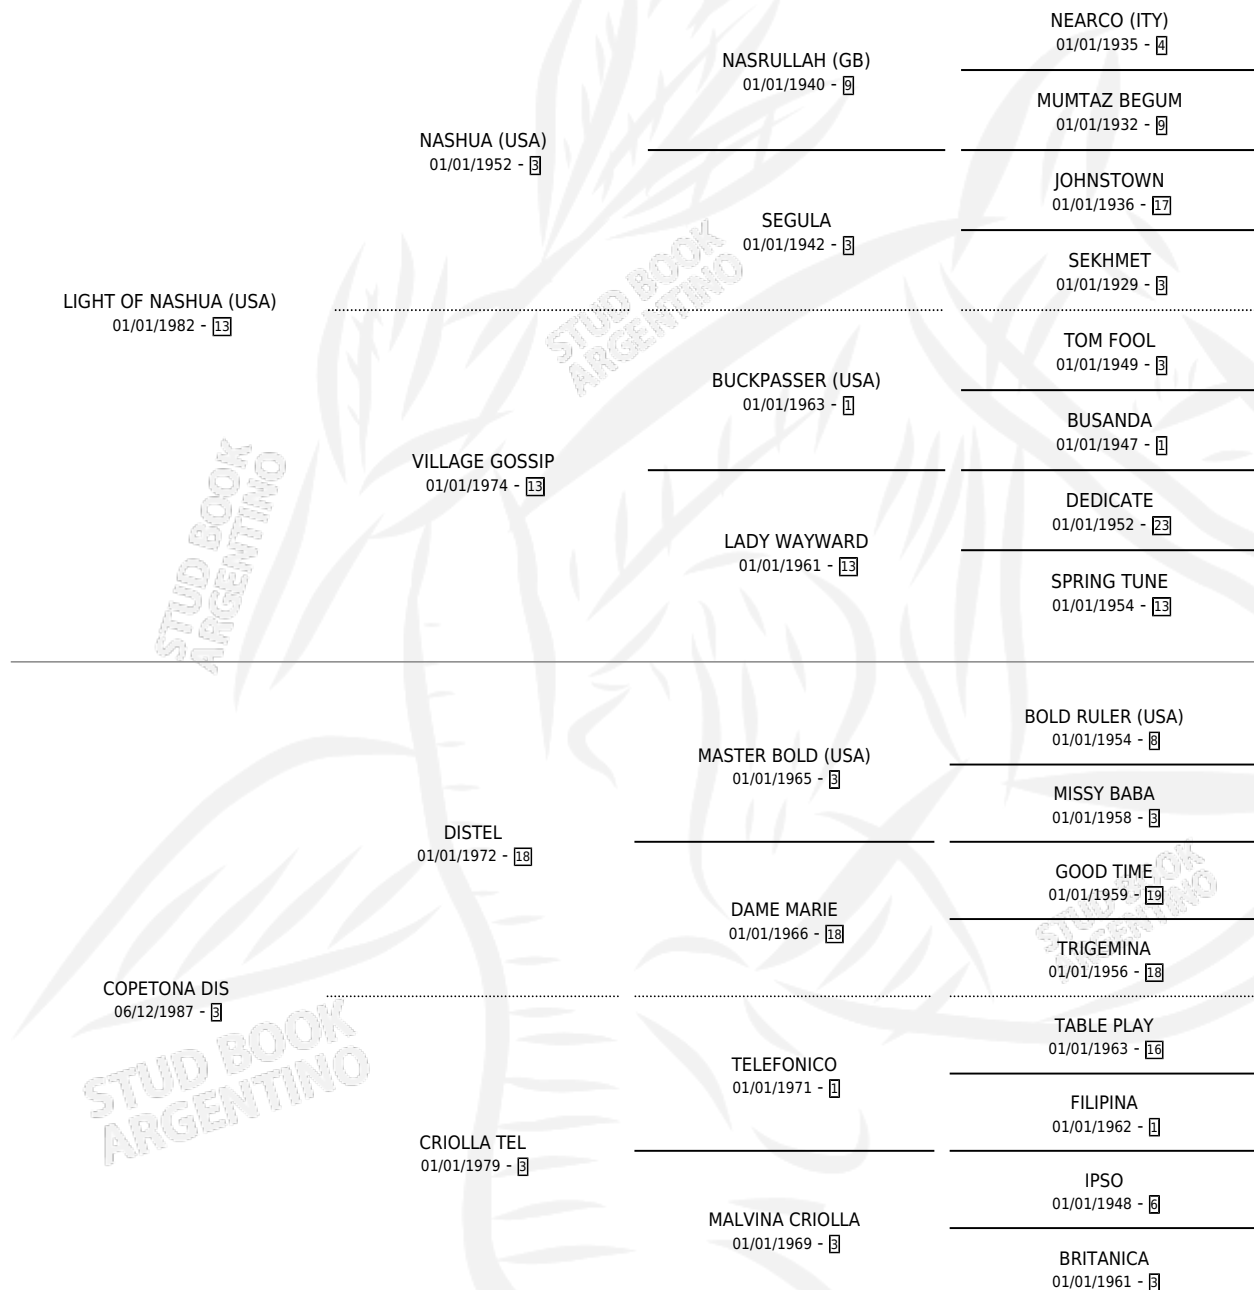 NEARCO (ITY)
01/01/1935 - 4
NASRULLAH (GB)
01/01/1940 - 9
MUMTAZ BEGUM
01/01/1932 - 9
NASHUA (USA)
01/01/1952 - 3
JOHNSTOWN
01/01/1936 - 17
SEGULA
01/01/1942 - 3
SEKHMET
01/01/1929 - 3
STUD BOOK
ARGENTINO
LIGHT OF NASHUA (USA)
01/01/1982 - 13
TOM FOOL
01/01/1949 - 3
BUCKPASSER (USA)
01/01/1963 - 1
BUSANDA
01/01/1947 - 1
VILLAGE GOSSIP
01/01/1974 - 13
DEDICATE
01/01/1952 - 23
LADY WAYWARD
01/01/1961 - 13
SPRING TUNE
01/01/1954 - 13
STUD BOOK
ARGENTINO
BOLD RULER (USA)
01/01/1954 - 8
MASTER BOLD (USA)
01/01/1965 - 3
MISSY BABA
01/01/1958 - 3
DISTEL
01/01/1972 - 18
GOOD TIME
01/01/1959 - 19
DAME MARIE
01/01/1966 - 18
TRIGEMINA
01/01/1956 - 18
STUD BOOK
ARGENTINO
COPETONA DIS
06/12/1987 - 3
TABLE PLAY
01/01/1963 - 16
TELEFONICO
01/01/1971 - 1
FILIPINA
01/01/1962 - 1
CRIOLLA TEL
01/01/1979 - 3
IPSO
01/01/1948 - 6
MALVINA CRIOLLA
01/01/1969 - 3
BRITANICA
01/01/1961 - 3
STUD BOOK
ARGENTINO